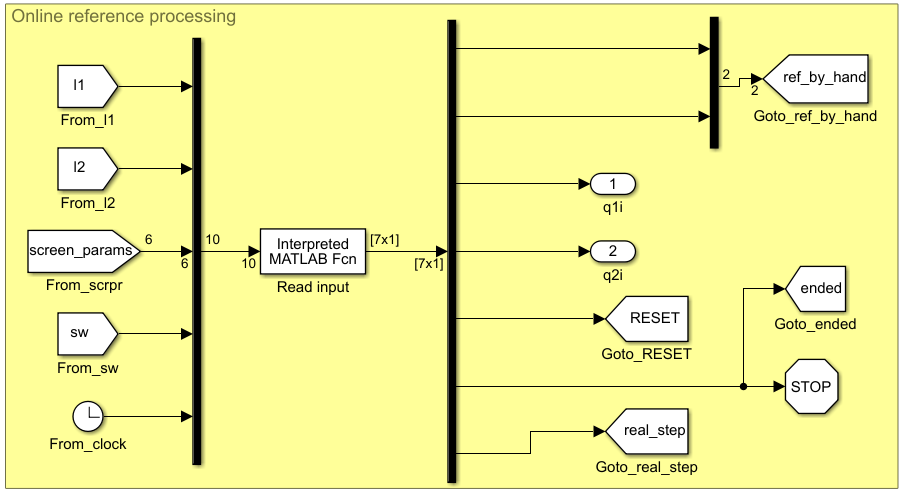 Online reference processing
l1
From_l1
l2
From_l2
screen_params
From_scrpr
6
6
sw
From_sw
From_clock
10
10
Interpreted
MATLAB Fcn
Read input
[7x1]
[7x1]
2
2
ref_by_hand
Goto_ref_by_hand
1
q1i
2
q2i
RESET
Goto_RESET
ended
Goto_ended
STOP
real_step
Goto_real_step